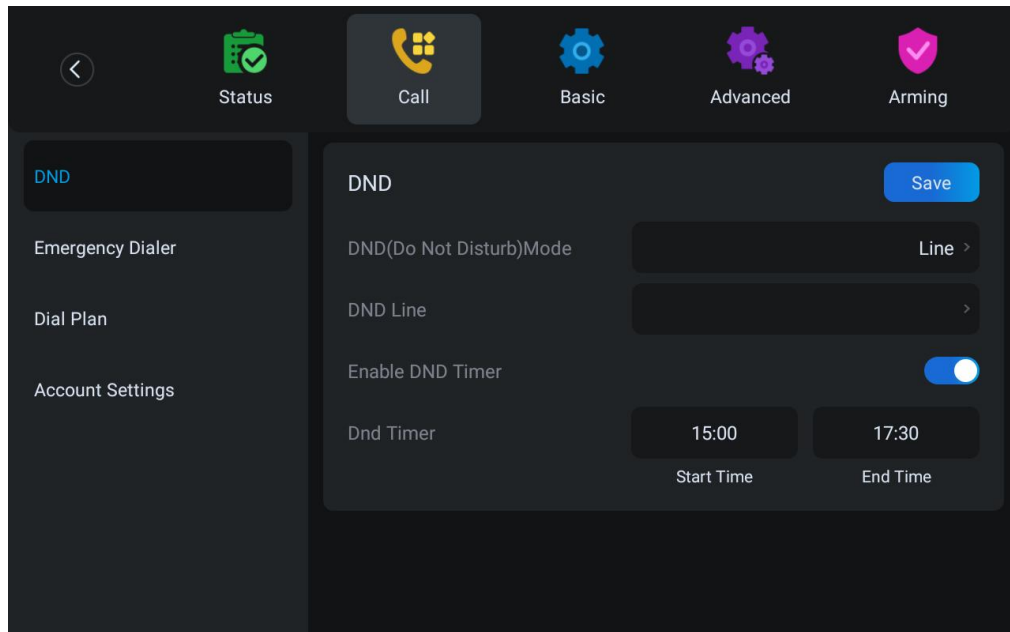 Status Call Basic Advanced Arming
DND
Emergency Dialer
Dial Plan
Account Settings
DND Save
DND(Do Not Disturb)Mode Line
DND Line
Enable DND Timer
Dnd Timer 15:00 17:30
Start Time End Time